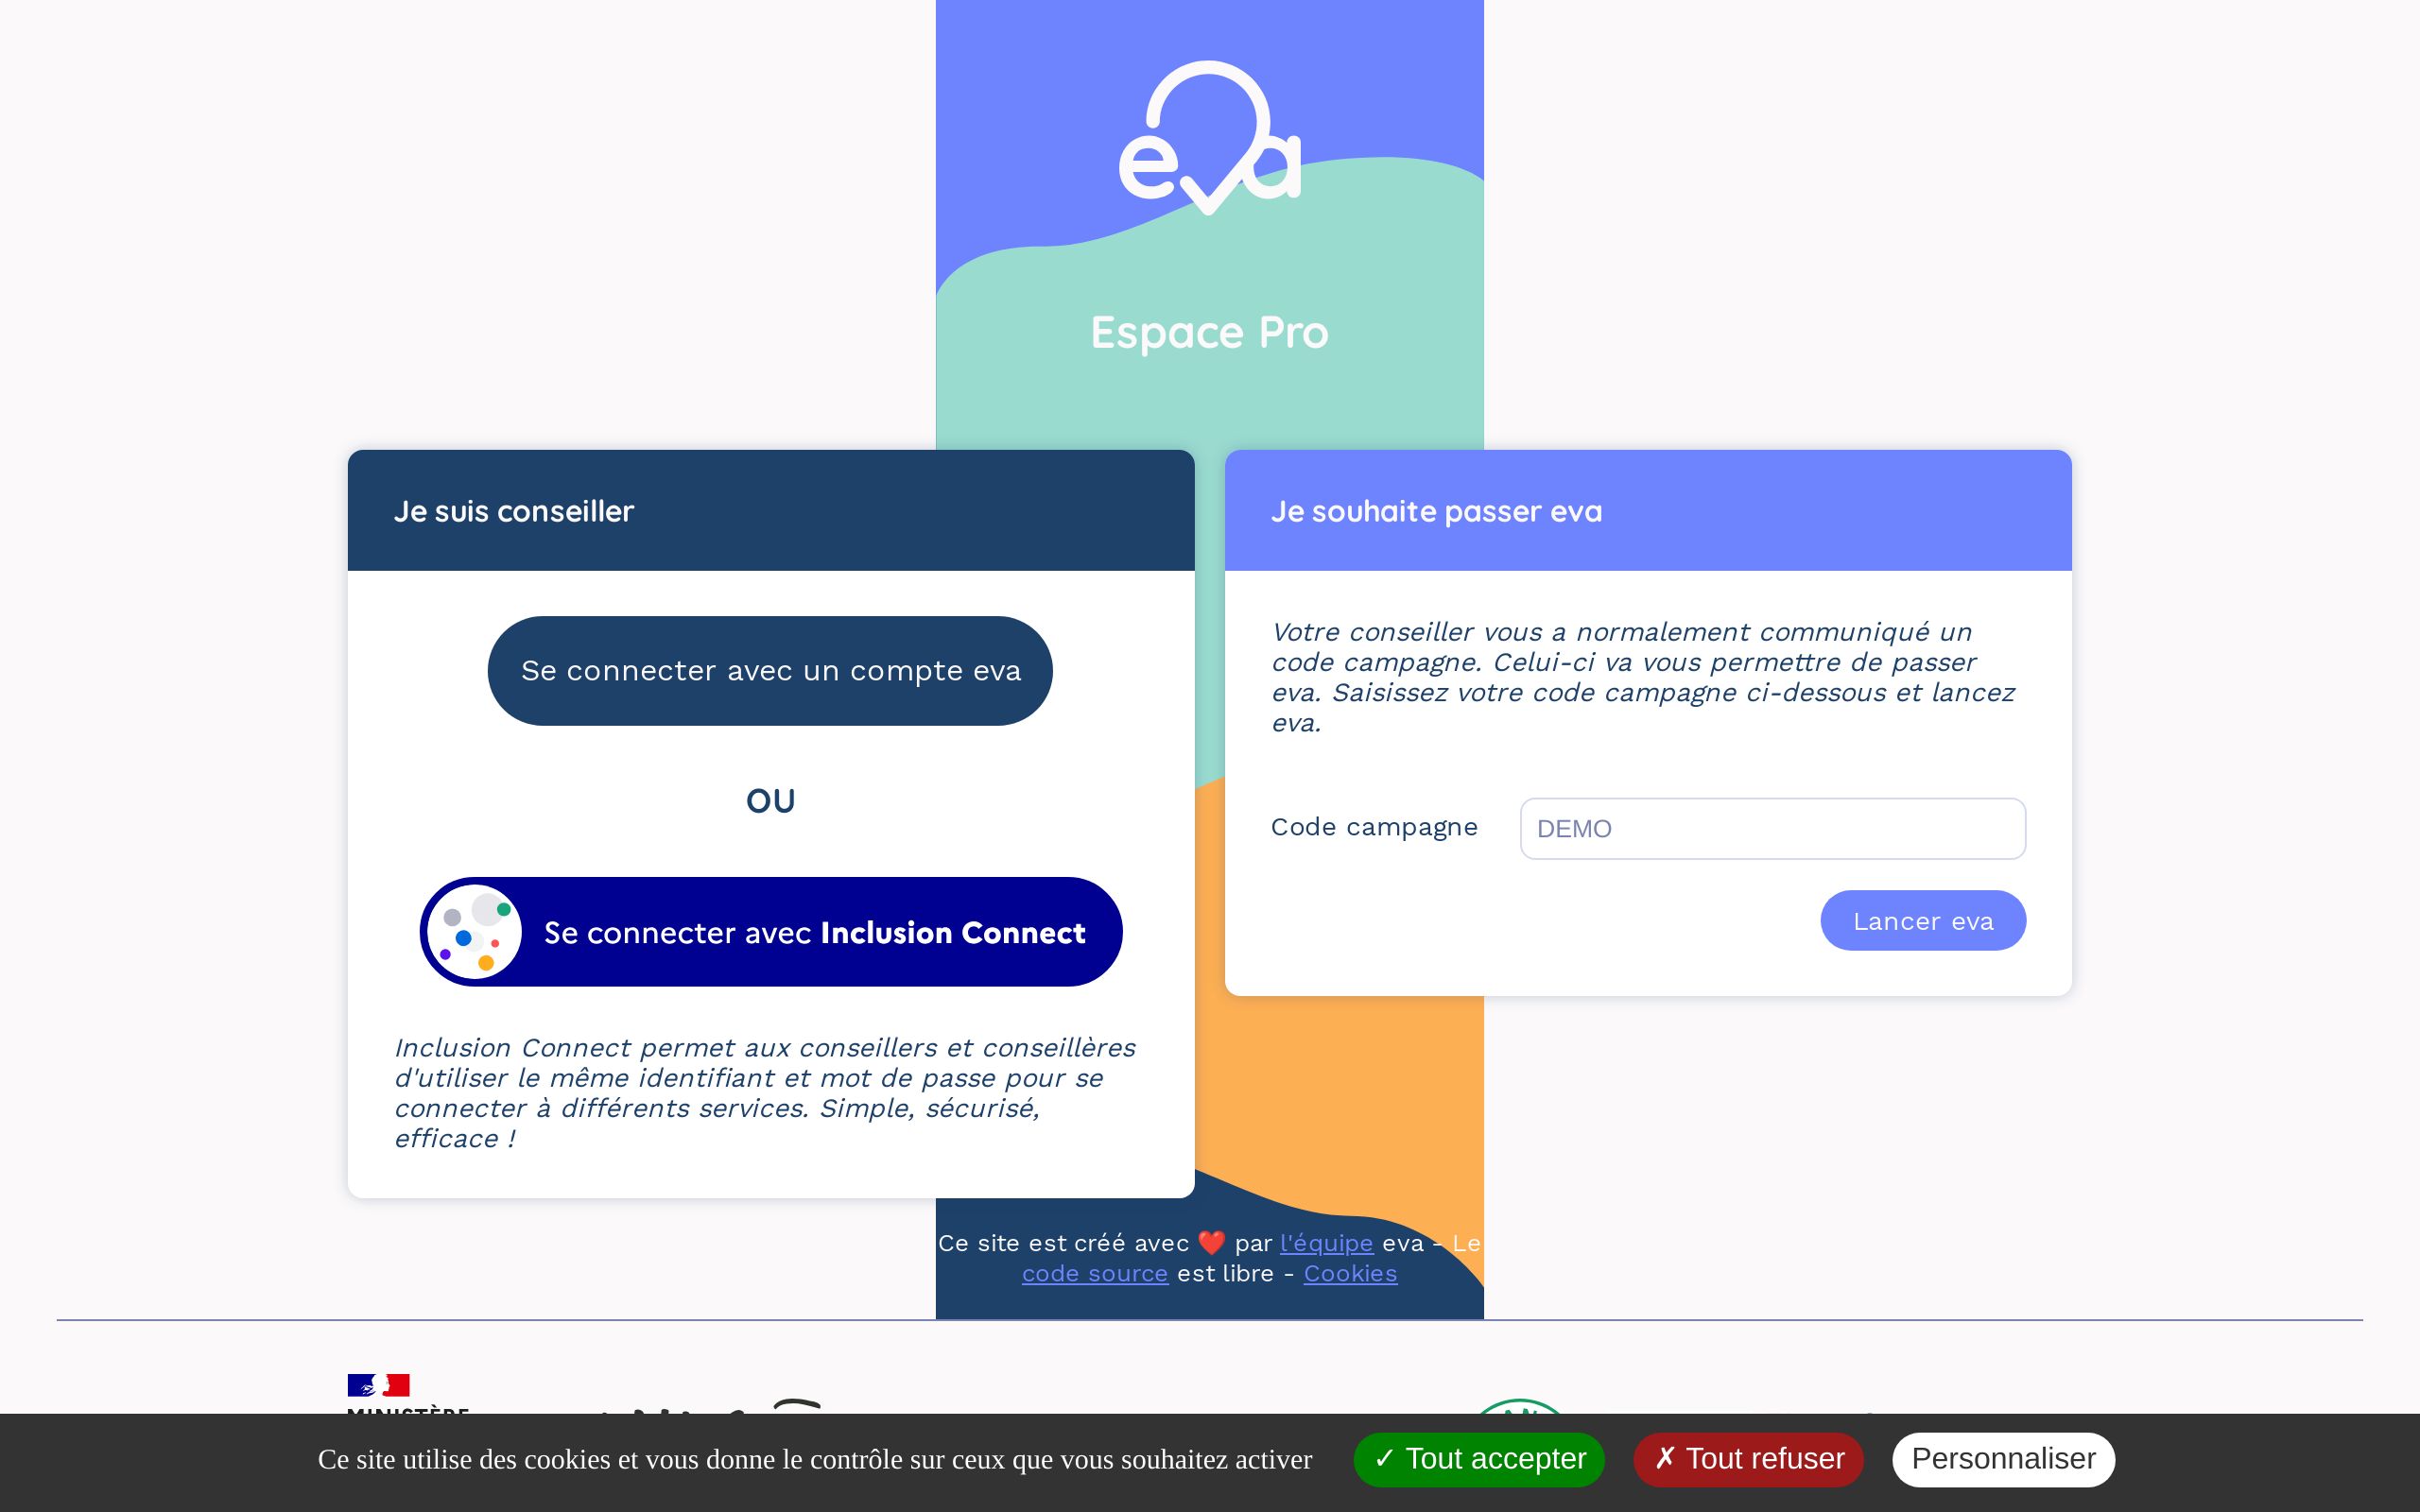 eva
Espace Pro
Je suis conseiller
Se connecter avec un compte eva
OU
Se connecter avec Inclusion Connect
Inclusion Connect permet aux conseillers et conseillères
d'utiliser le même identifiant et mot de passe pour se
connecter à différents services. Simple, sécurisé,
efficace !
Je souhaite passer eva
Votre conseiller vous a normalement communiqué un
code campagne. Celui-ci va vous permettre de passer
eva. Saisissez votre code campagne ci-dessous et lancez
eva.
Code campagne DEMO
Lancer eva
Ce site est créé avec ❤️ par l'équipe eva - Le
code source est libre - Cookies
MINISTÈRE
Ce site utilise des cookies et vous donne le contrôle sur ceux que vous souhaitez activer ✓ Tout accepter ✗ Tout refuser Personnaliser